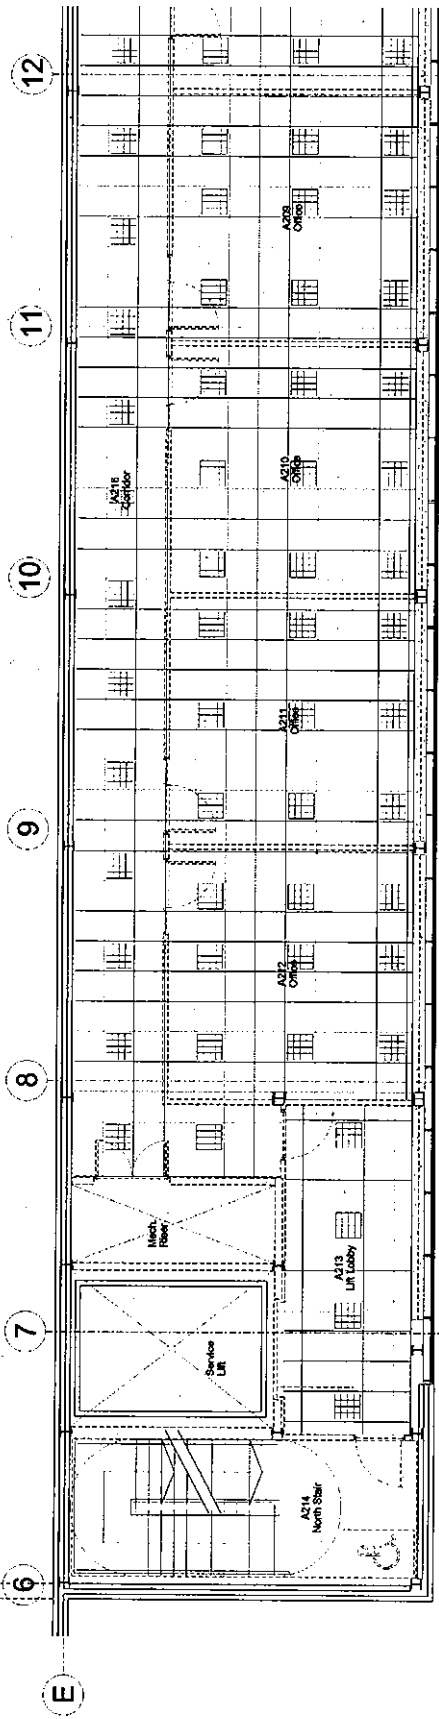 12
11
10
9
8
7
6
E
A209
Office
A210
Office
A216
Corridor
A211
Office
A212
Office
Mech.
Riser
A213
Lift Lobby
Service
Lift
A214
North Stair